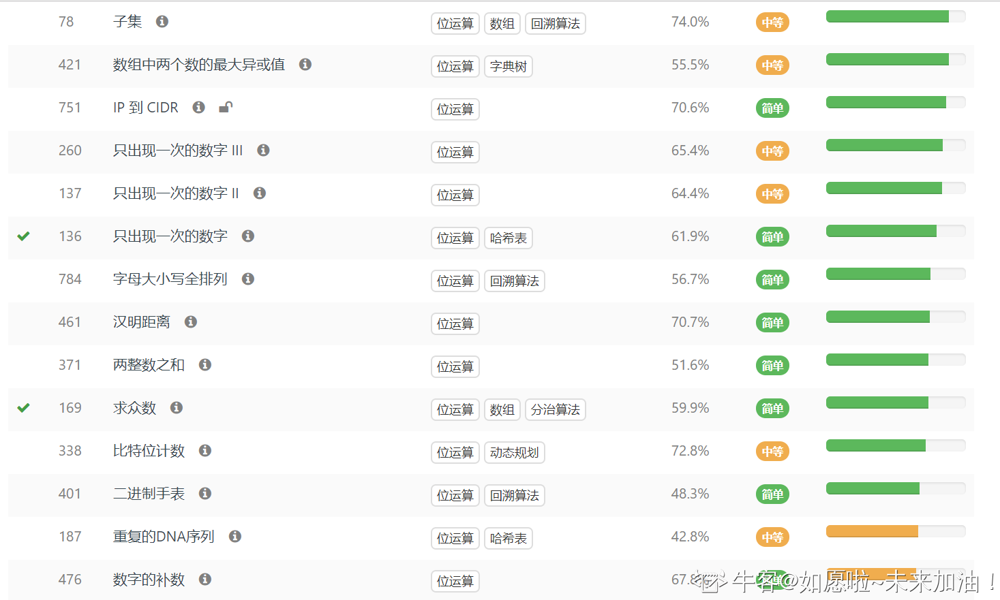 78 子集 位运算 数组 回溯算法 74.0% 中等
421 数组中两个数的最大异或值 位运算 字典树 55.5% 中等
751 IP 到 CIDR 位运算 70.6% 简单
260 只出现一次的数字 III 位运算 65.4% 中等
137 只出现一次的数字 II 位运算 64.4% 中等
136 只出现一次的数字 位运算 哈希表 61.9% 简单
784 字母大小写全排列 位运算 回溯算法 56.7% 简单
461 汉明距离 位运算 70.7% 简单
371 两整数之和 位运算 51.6% 简单
169 求众数 位运算 数组 分治算法 59.9% 简单
338 比特位计数 位运算 动态规划 72.8% 中等
401 二进制手表 位运算 回溯算法 48.3% 简单
187 重复的DNA序列 位运算 哈希表 42.8% 中等
476 数字的补数 位运算
牛客@如愿啦~未来加油！